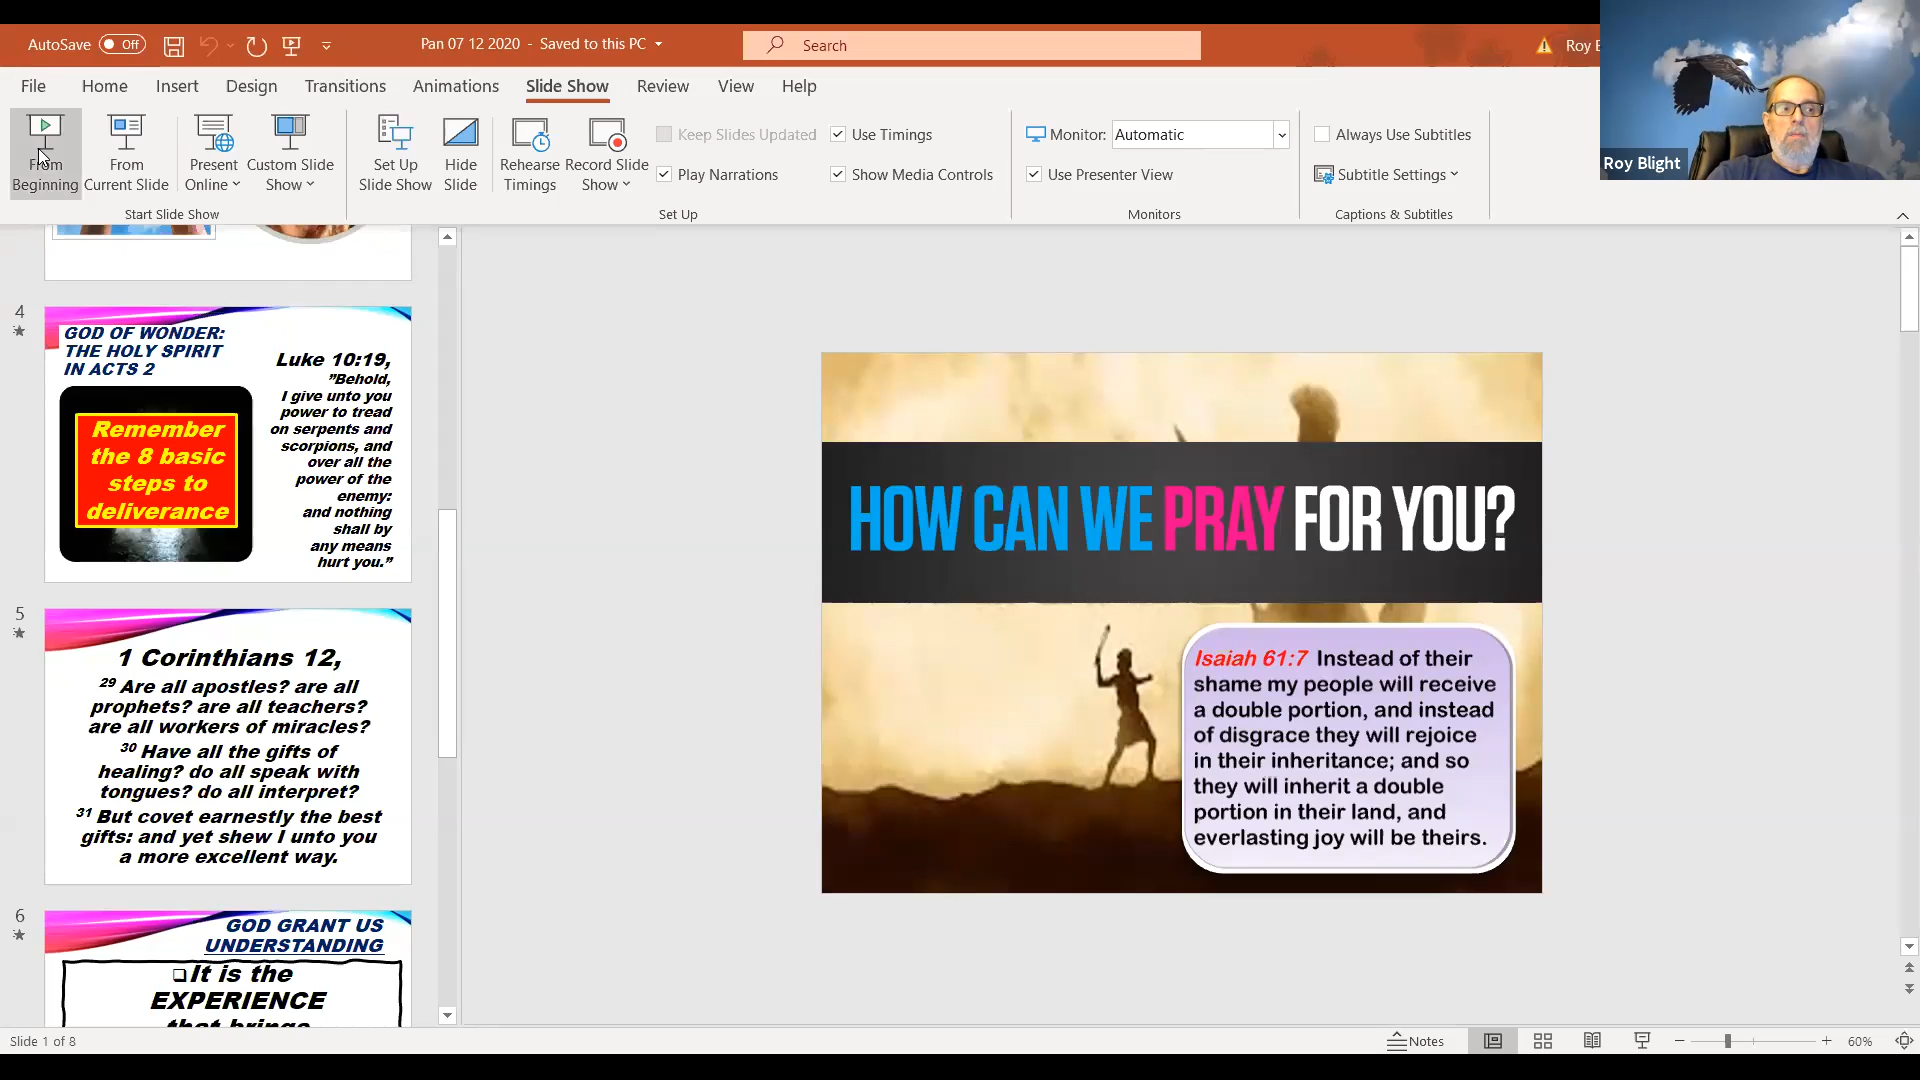 AutoSave Off
Pan 07 12 2020 - Saved to this PC
Search
Roy
File Home Insert Design Transitions Animations Slide Show Review View Help
From Beginning
From Current Slide
Present Online
Custom Slide Show
Start Slide Show
Set Up Slide Show
Hide Slide
Rehearse Timings
Record Slide Show
Keep Slides Updated
Play Narrations
Use Timings
Show Media Controls
Set Up
Monitor: Automatic
Use Presenter View
Monitors
Always Use Subtitles
Subtitle Settings
Captions & Subtitles
Roy Blight
4
GOD OF WONDER:
THE HOLY SPIRIT
IN ACTS 2
Remember
the 8 basic
steps to
deliverance
Luke 10:19,
"Behold,
I give unto you
power to tread
on serpents and
scorpions, and
over all the
power of the
enemy:
and nothing
shall by
any means
hurt you."
5
1 Corinthians 12,
29 Are all apostles? are all
prophets? are all teachers?
are all workers of miracles?
30 Have all the gifts of
healing? do all speak with
tongues? do all interpret?
31 But covet earnestly the best
gifts: and yet shew I unto you
a more excellent way.
6
GOD GRANT US
UNDERSTANDING
It is the
EXPERIENCE
that brings
HOW CAN WE PRAY FOR YOU?
Isaiah 61:7 Instead of their
shame my people will receive
a double portion, and instead
of disgrace they will rejoice
in their inheritance; and so
they will inherit a double
portion in their land, and
everlasting joy will be theirs.
Slide 1 of 8
Notes
60%